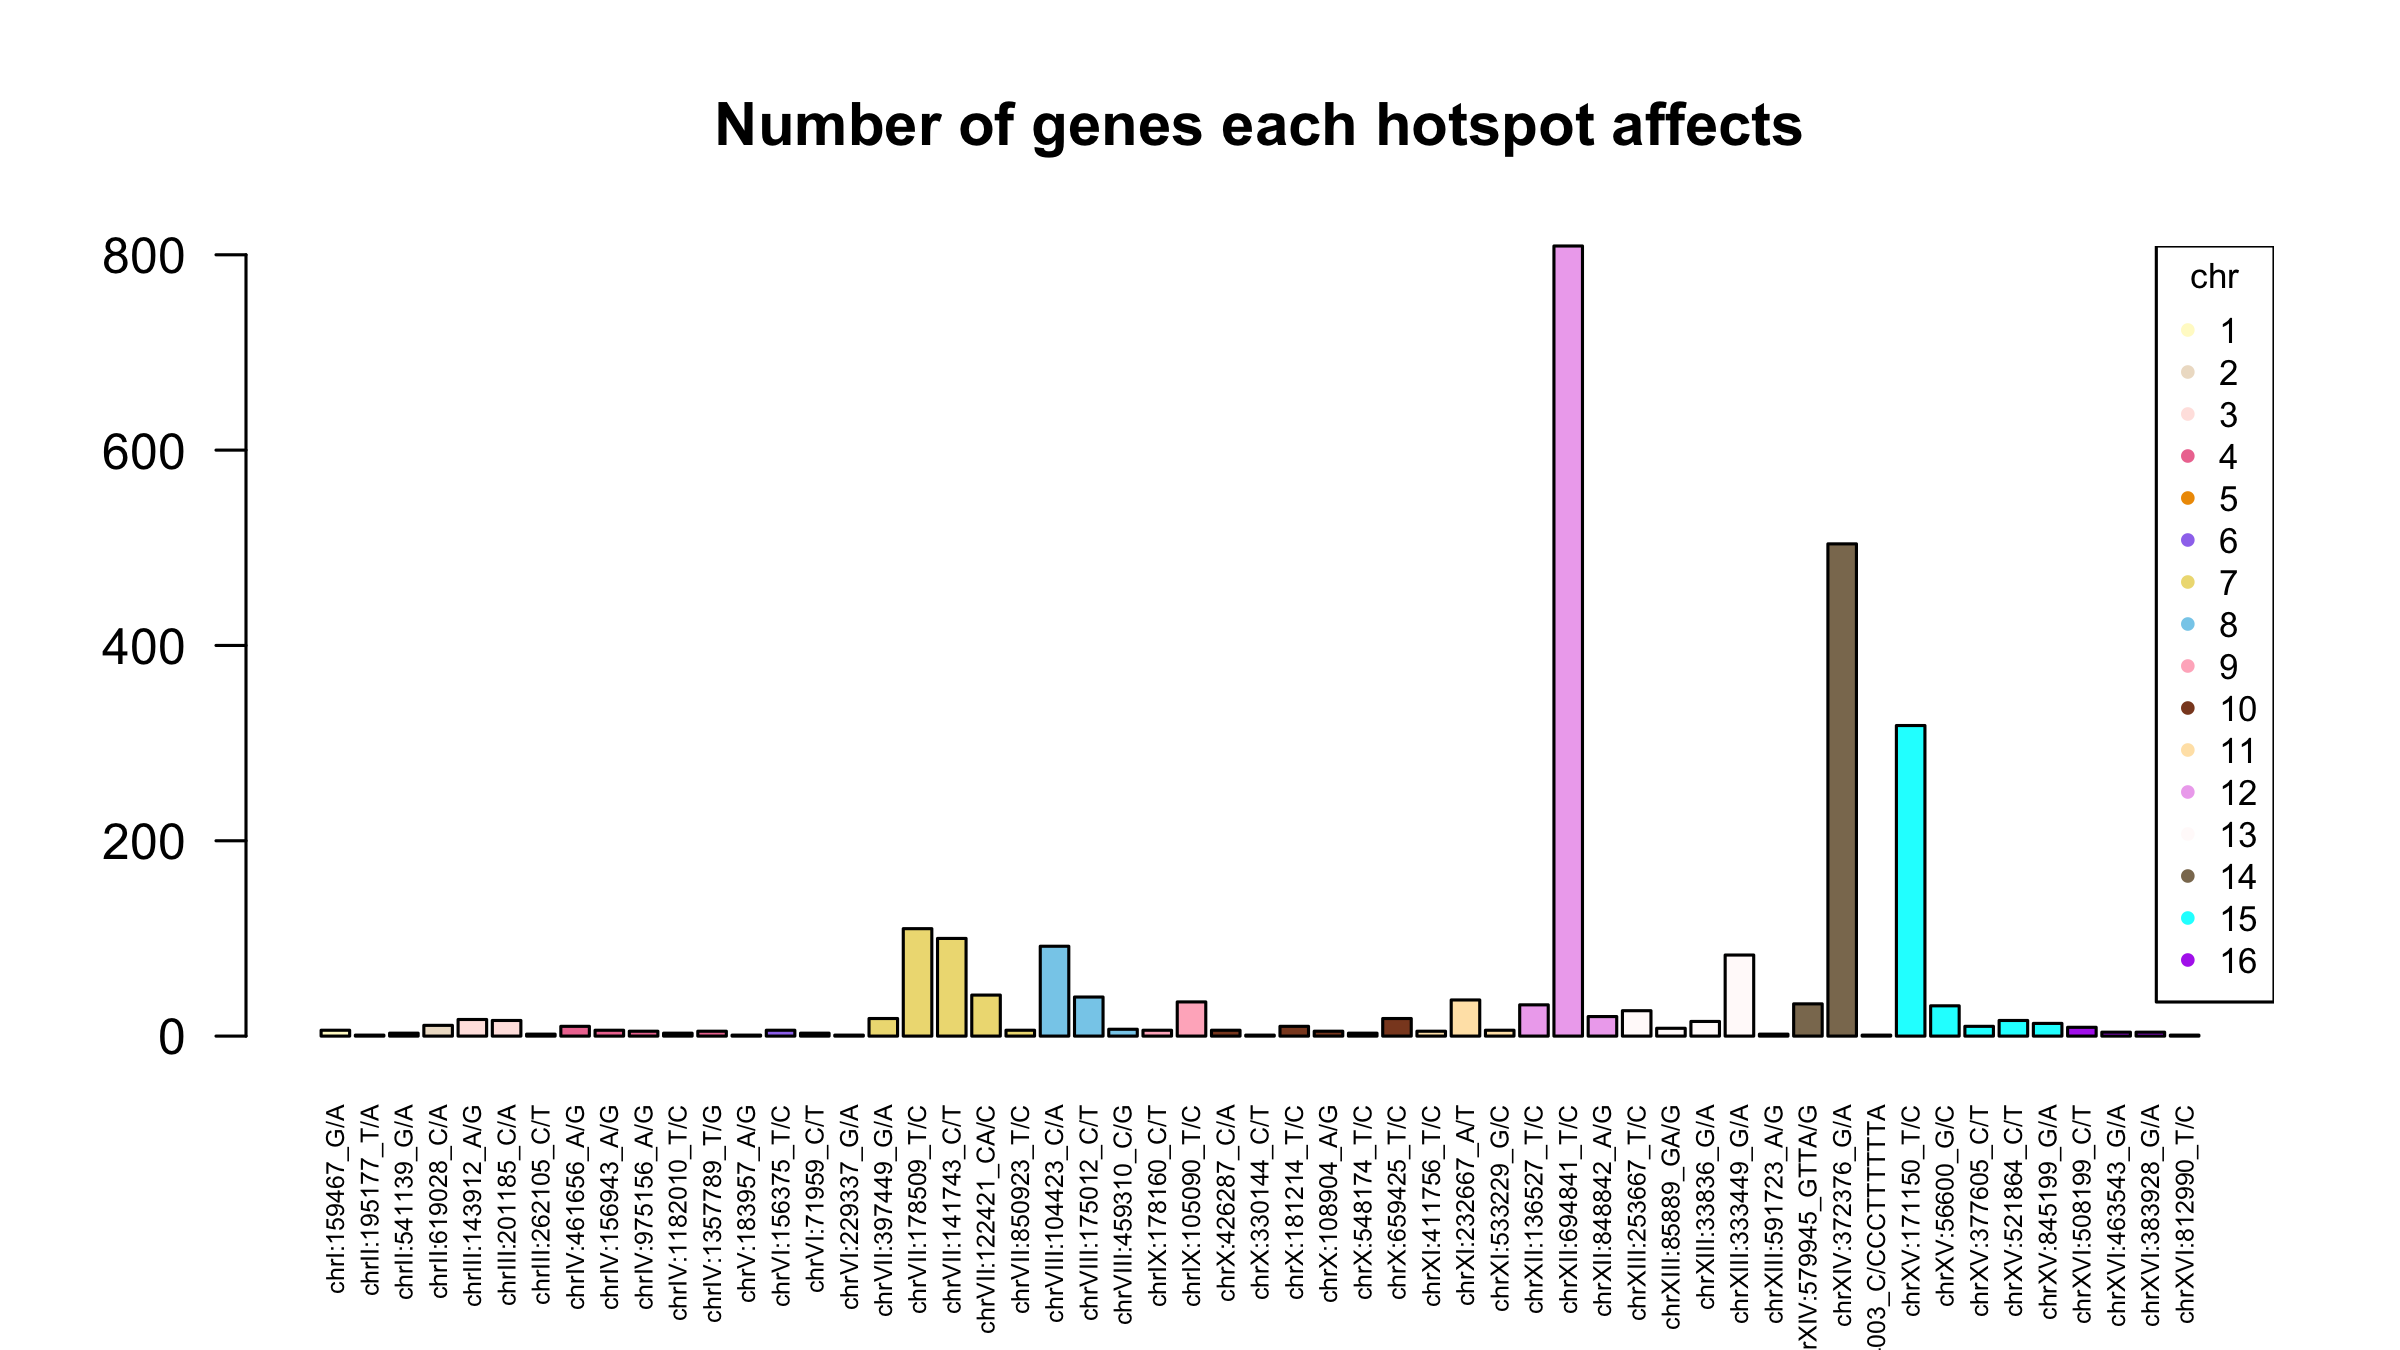 Number of genes each hotspot affects
800
600
400
200
0
chr
1
2
3
4
5
6
7
8
9
10
11
12
13
14
15
16
chrI:159467_G/A
chrII:195177_T/A
chrII:541139_G/A
chrII:619028_C/A
chrIII:143912_A/G
chrIII:201185_C/A
chrIII:262105_C/T
chrIV:461656_A/G
chrIV:156943_A/G
chrIV:975156_A/G
chrIV:1182010_T/C
chrIV:1357789_T/G
chrV:183957_A/G
chrVI:156375_T/C
chrVI:71959_C/T
chrVI:229337_G/A
chrVII:397449_G/A
chrVII:178509_T/C
chrVII:141743_C/T
chrVII:122421_CA/C
chrVII:850923_T/C
chrVIII:104423_C/A
chrVIII:175012_C/T
chrVIII:459310_C/G
chrIX:178160_C/T
chrIX:105090_T/C
chrX:426287_C/A
chrX:330144_C/T
chrX:181214_T/C
chrX:108904_A/G
chrX:548174_T/C
chrX:659425_T/C
chrXI:411756_T/C
chrXI:232667_A/T
chrXI:533229_G/C
chrXII:136527_T/C
chrXII:694841_T/C
chrXII:848842_A/G
chrXIII:253667_T/C
chrXIII:85889_GA/G
chrXIII:33836_G/A
chrXIII:333449_G/A
chrXIII:591723_A/G
rXIV:579945_GTTA/G
chrXIV:372376_G/A
003_C/CCCTTTTTA
chrXV:171150_T/C
chrXV:56600_G/C
chrXV:377605_C/T
chrXV:521864_C/T
chrXV:845199_G/A
chrXVI:508199_C/T
chrXVI:463543_G/A
chrXVI:383928_G/A
chrXVI:812990_T/C